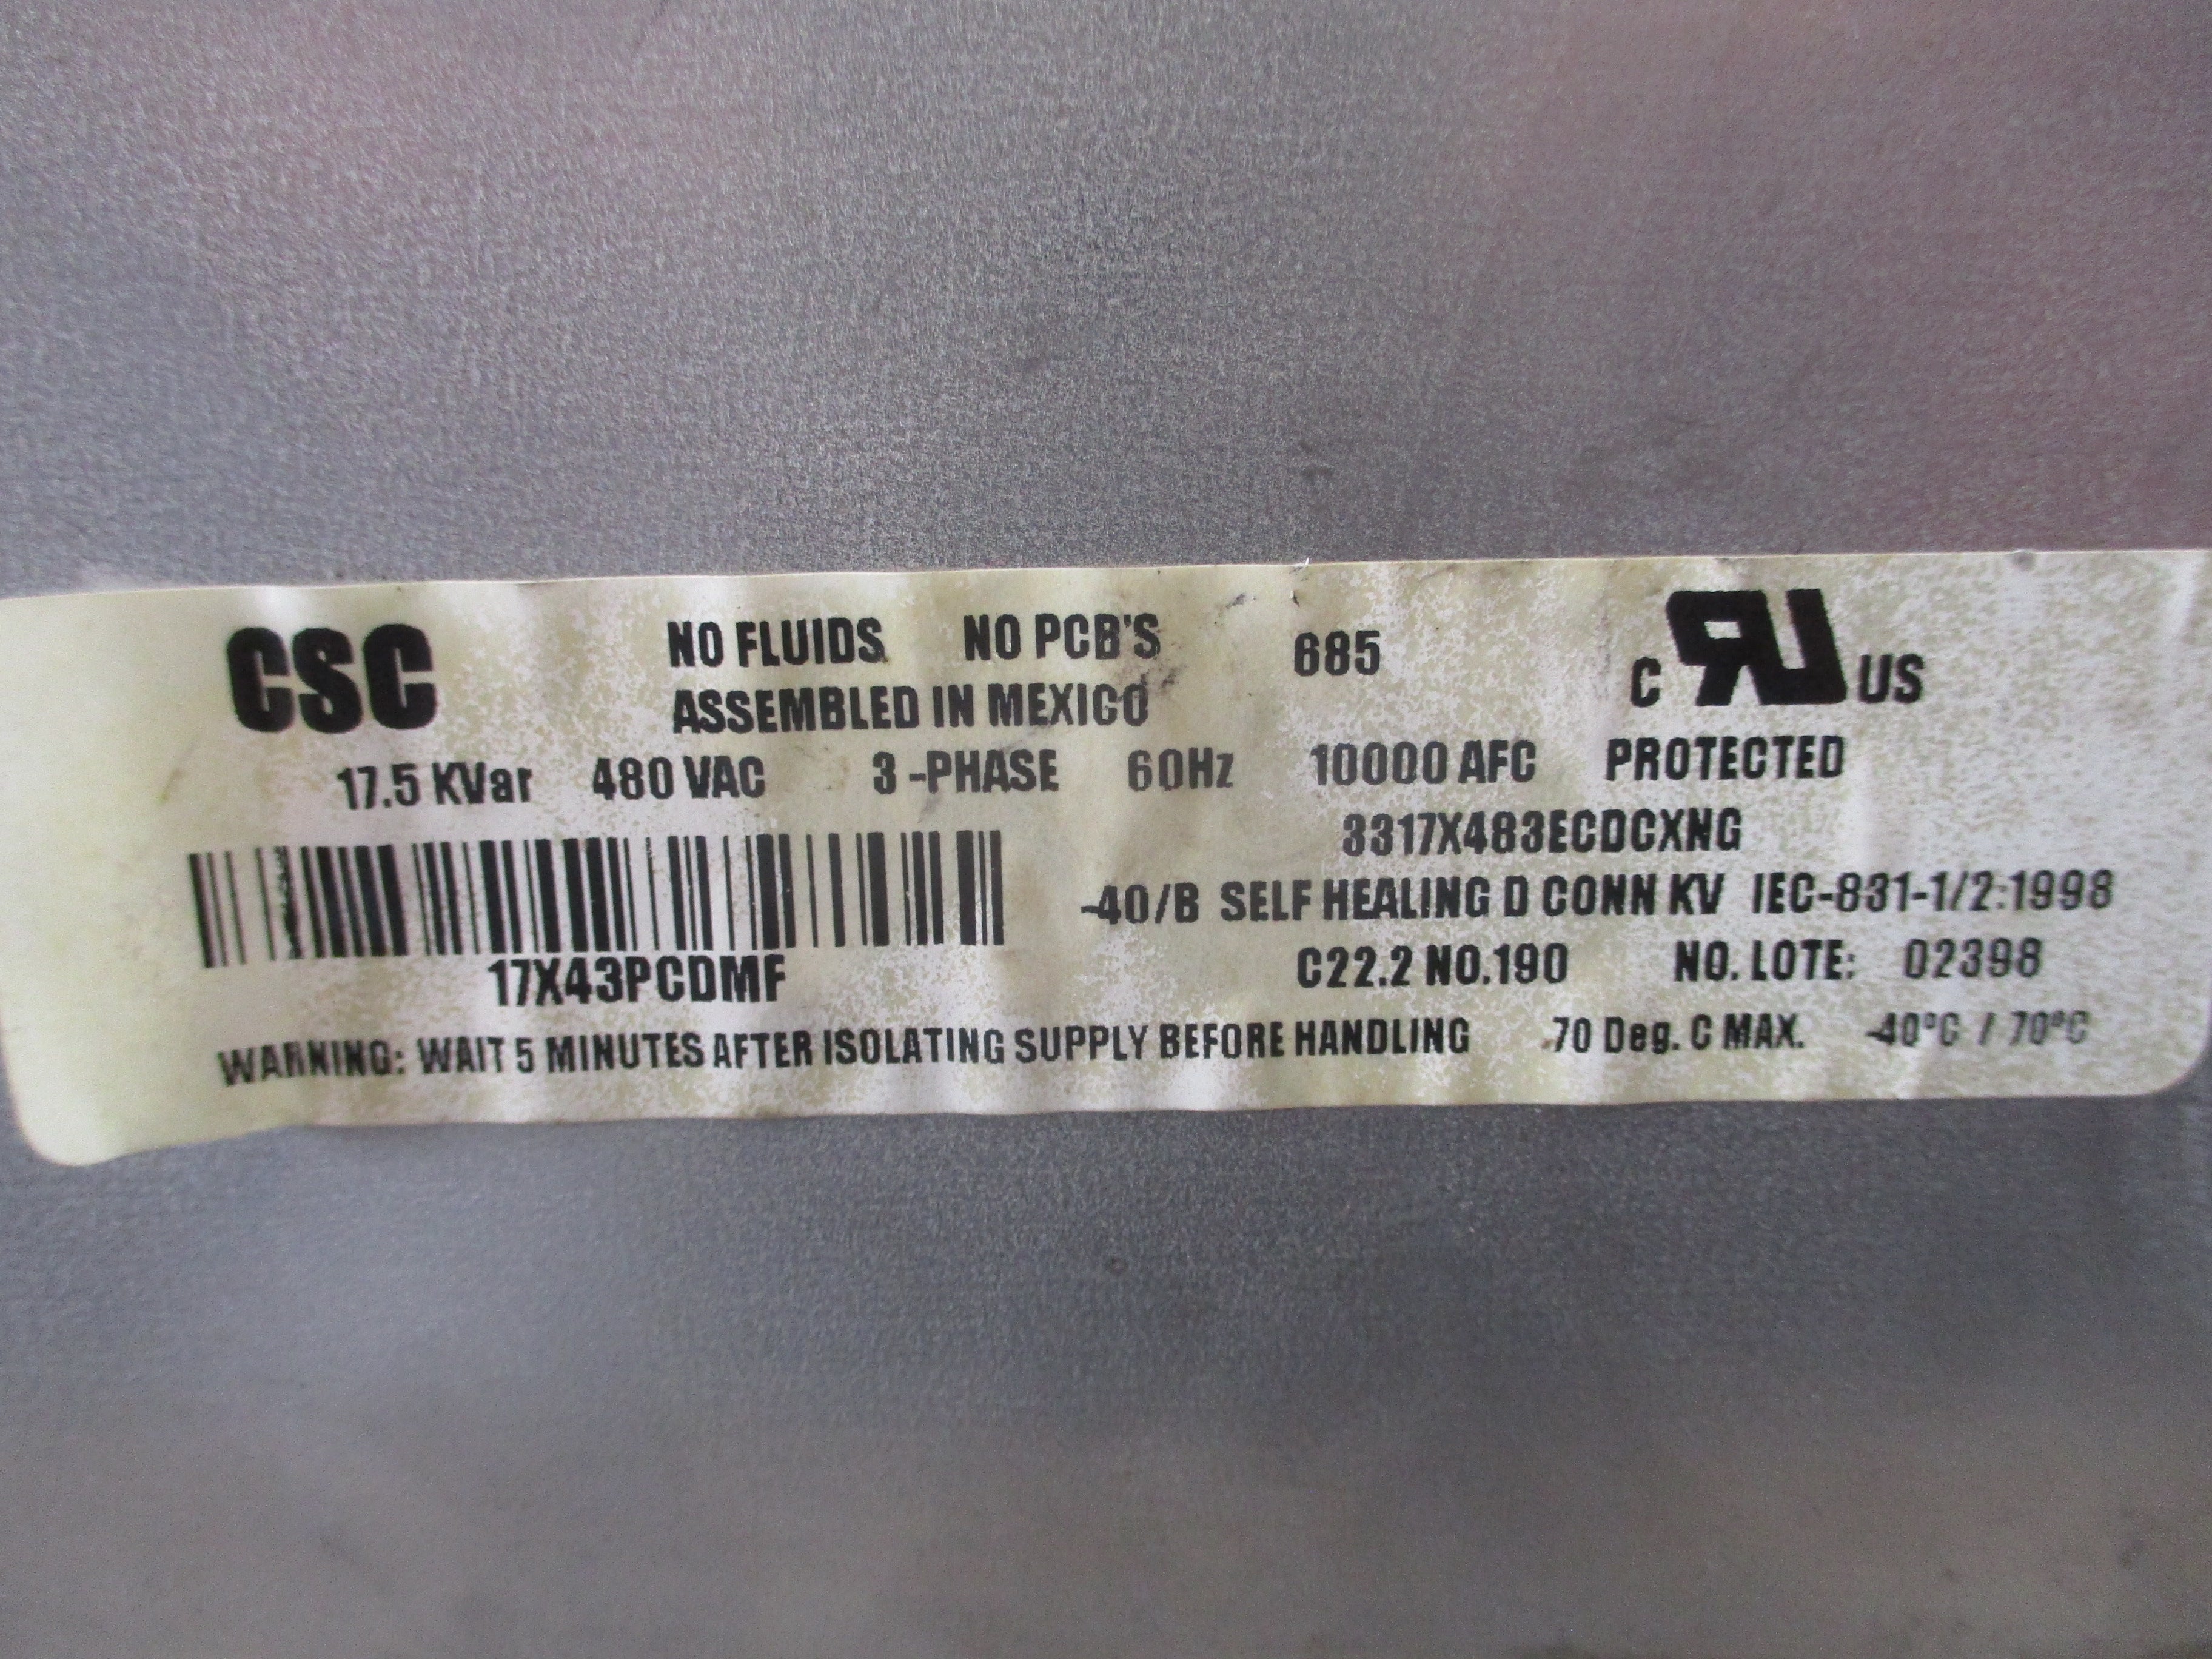 CSC NO FLUIDS NO PCB'S 685 C UR US
ASSEMBLED IN MEXICO
17.5 KVar 480 VAC 3 -PHASE 60Hz 10000 AFC PROTECTED
3317X483ECDCXNG
-40/B SELF HEALING D CONN KV IEC-831-1/2:1998
17X43PCDMF C22.2 NO.190 NO. LOTE: 02398
WARNING: WAIT 5 MINUTES AFTER ISOLATING SUPPLY BEFORE HANDLING 70 Deg. C MAX. -40°C / 70°C